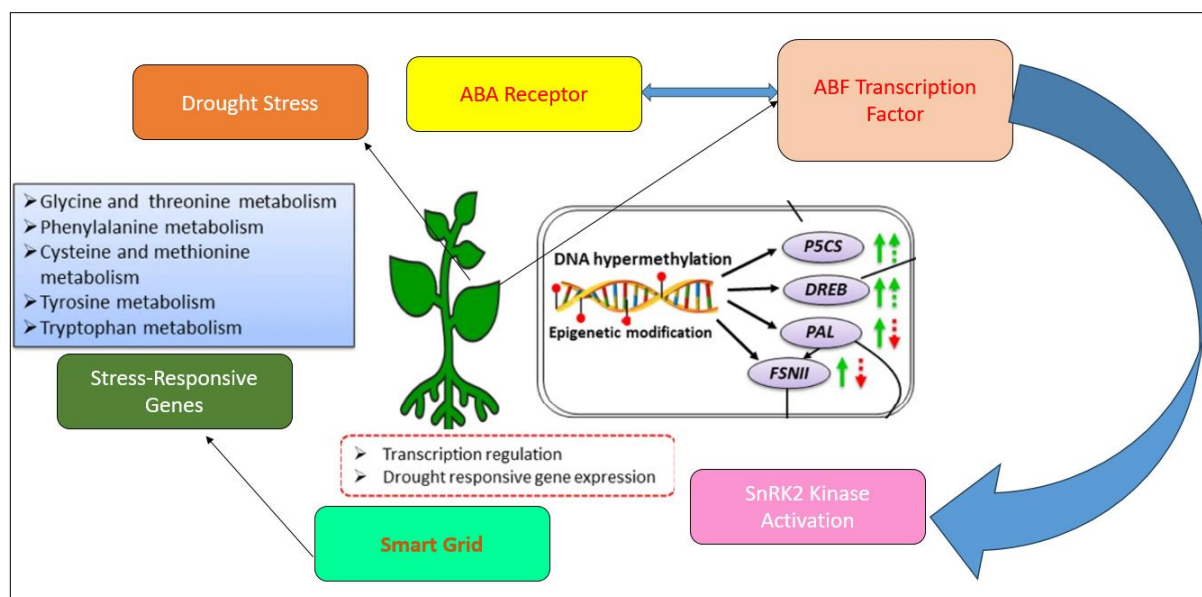 Drought Stress
ABA Receptor
ABF Transcription
Factor
➢Glycine and threonine metabolism
➢Phenylalanine metabolism
➢Cysteine and methionine
metabolism
➢Tyrosine metabolism
➢Tryptophan metabolism
DNA hypermethylation
Epigenetic modification
P5CS
DREB
PAL
FSNII
Stress-Responsive
Genes
➢ Transcription regulation
➢ Drought responsive gene expression
SnRK2 Kinase
Activation
Smart Grid